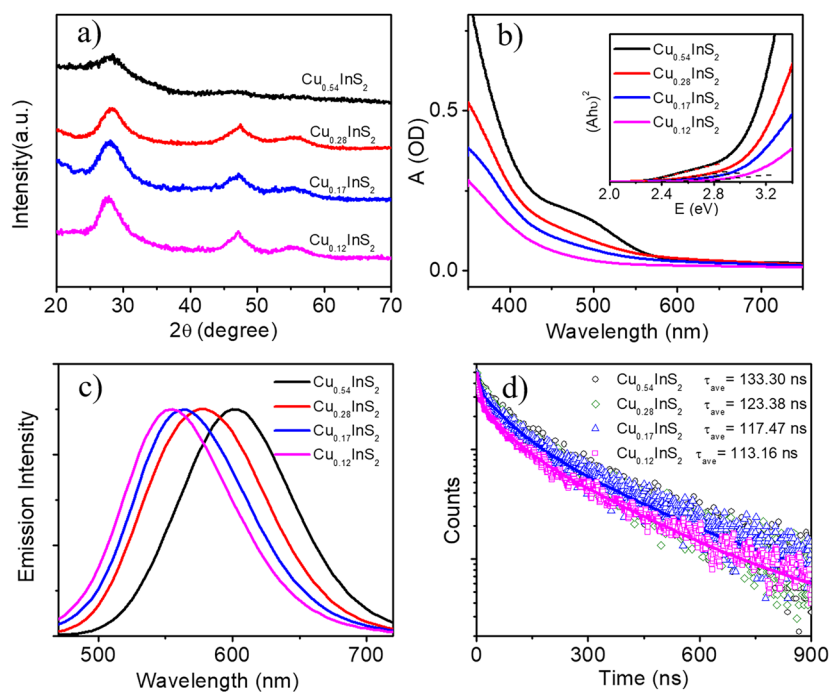 a)
Cu0.54InS2
Cu0.28InS2
Cu0.17InS2
Cu0.12InS2
Intensity(a.u.)
20 30 40 50 60 70
2θ (degree)
b)
0.5
0.0
A (OD)
400 500 600 700
Wavelength (nm)
Cu0.54InS2
Cu0.28InS2
Cu0.17InS2
Cu0.12InS2
(Ahυ)2
2.0 2.4 2.8 3.2
E (eV)
c)
Cu0.54InS2
Cu0.28InS2
Cu0.17InS2
Cu0.12InS2
Emission Intensity
500 600 700
Wavelength (nm)
d)
Cu0.54InS2 τave = 133.30 ns
Cu0.28InS2 τave = 123.38 ns
Cu0.17InS2 τave = 117.47 ns
Cu0.12InS2 τave = 113.16 ns
Counts
0 300 600 900
Time (ns)